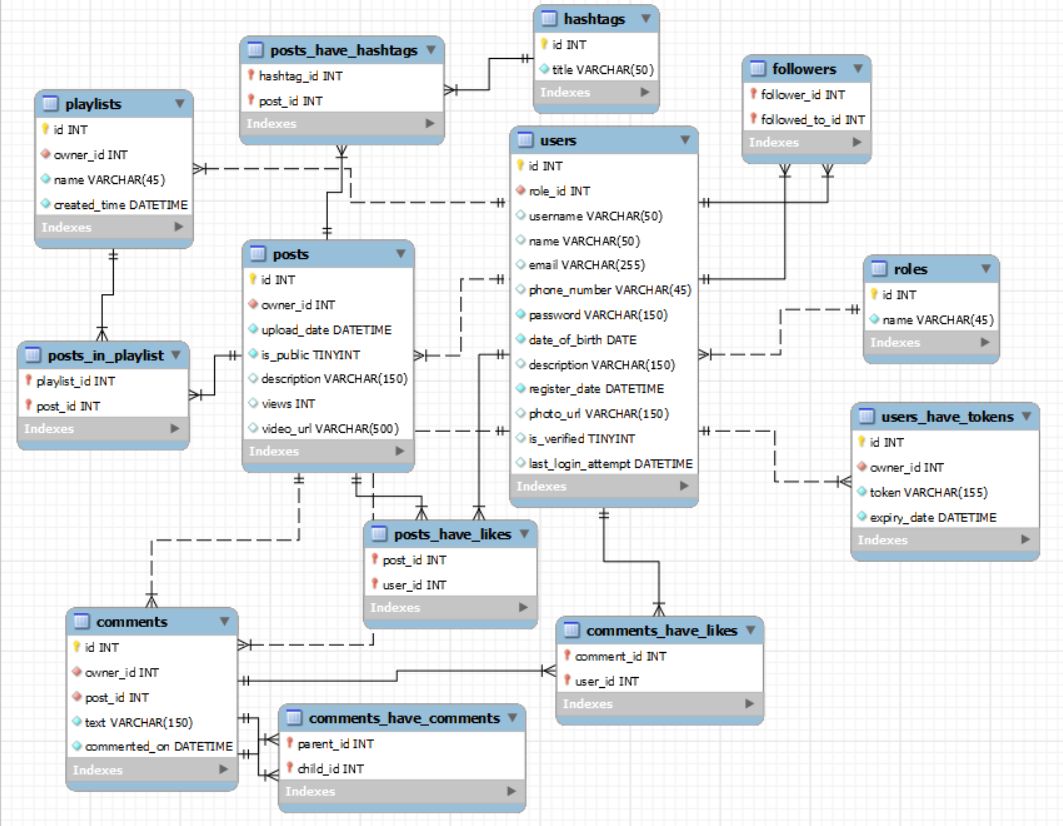 hashtags
id INT
title VARCHAR(50)
Indexes
posts_have_hashtags
hashtag_id INT
post_id INT
Indexes
followers
follower_id INT
followed_to_id INT
Indexes
playlists
id INT
owner_id INT
name VARCHAR(45)
created_time DATETIME
Indexes
users
id INT
role_id INT
username VARCHAR(50)
name VARCHAR(50)
email VARCHAR(255)
phone_number VARCHAR(45)
password VARCHAR(150)
date_of_birth DATE
description VARCHAR(150)
register_date DATETIME
photo_url VARCHAR(150)
is_verified TINYINT
last_login_attempt DATETIME
Indexes
posts
id INT
owner_id INT
upload_date DATETIME
is_public TINYINT
description VARCHAR(150)
views INT
video_url VARCHAR(500)
Indexes
roles
id INT
name VARCHAR(45)
Indexes
posts_in_playlist
playlist_id INT
post_id INT
Indexes
users_have_tokens
id INT
owner_id INT
token VARCHAR(155)
expiry_date DATETIME
Indexes
posts_have_likes
post_id INT
user_id INT
Indexes
comments
id INT
owner_id INT
post_id INT
text VARCHAR(150)
commented_on DATETIME
Indexes
comments_have_likes
comment_id INT
user_id INT
Indexes
comments_have_comments
parent_id INT
child_id INT
Indexes